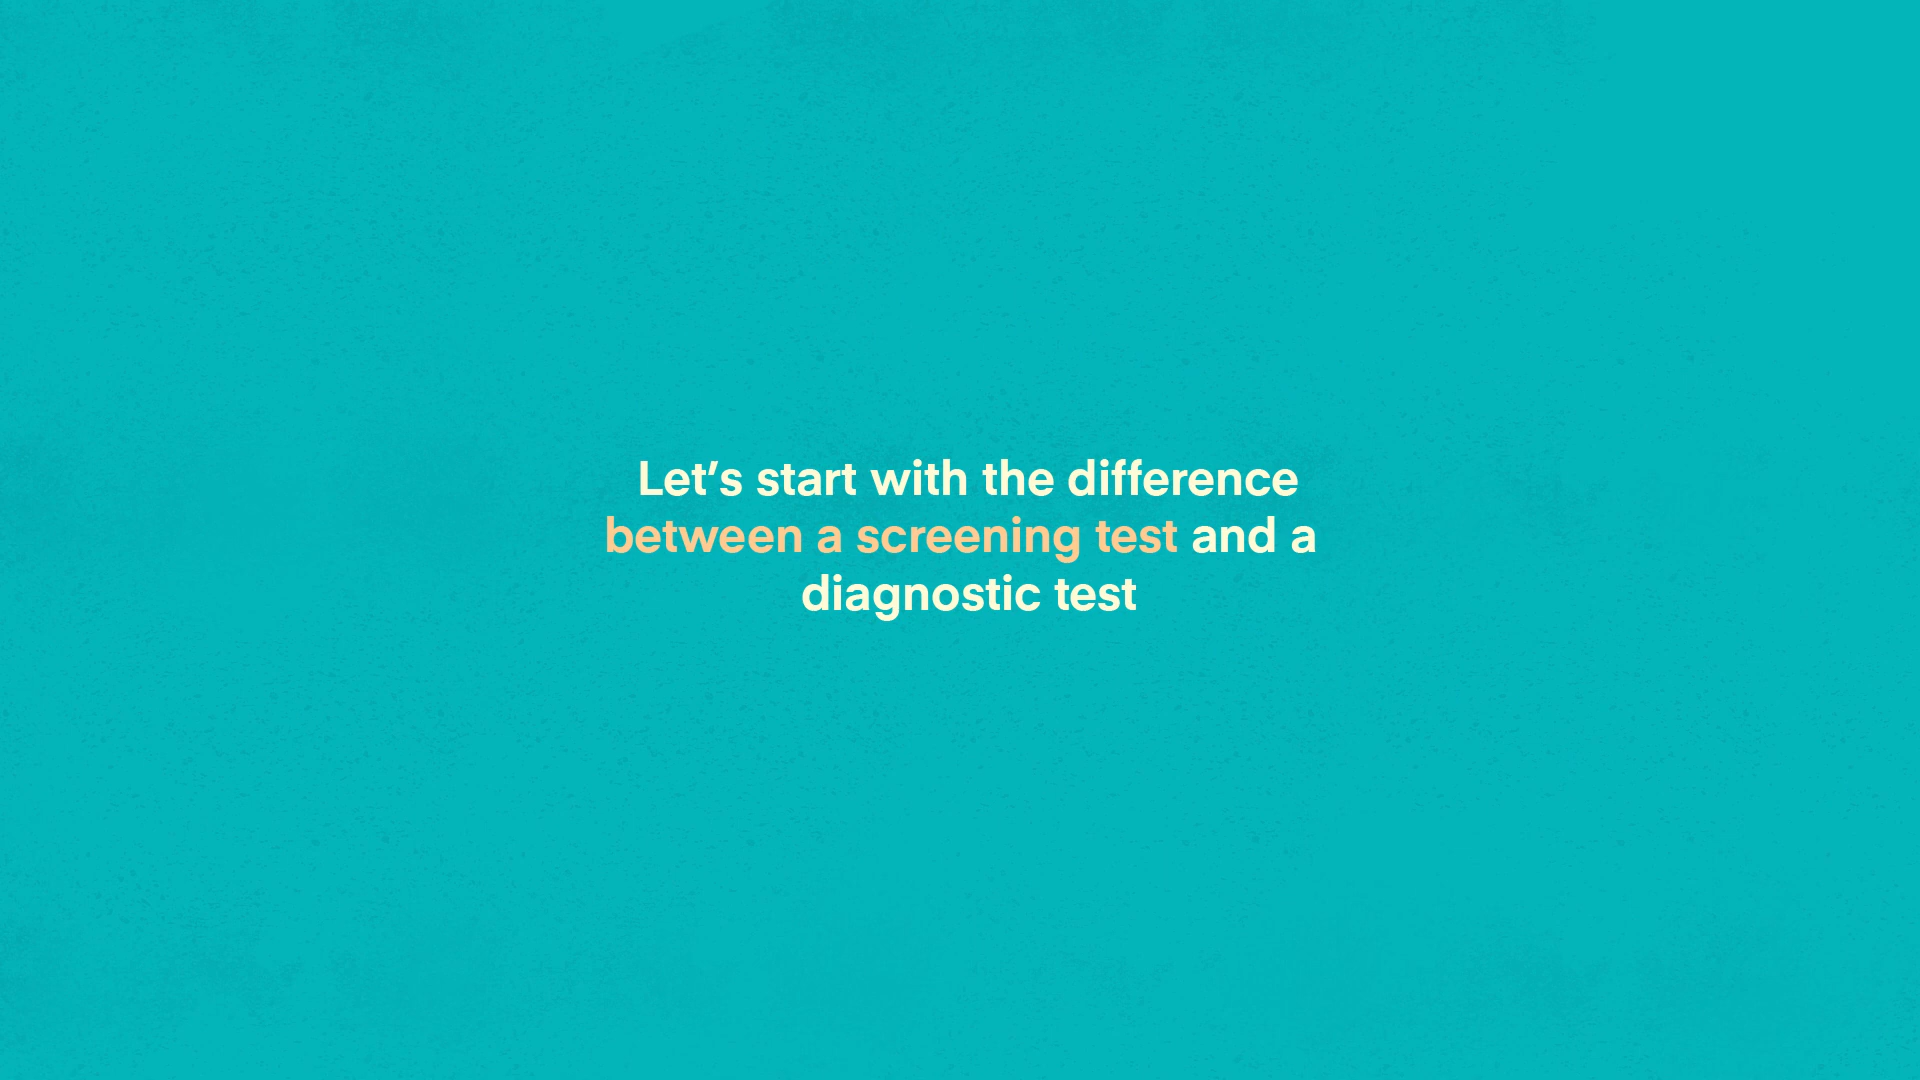 Let’s start with the difference
between a screening test and a
diagnostic test